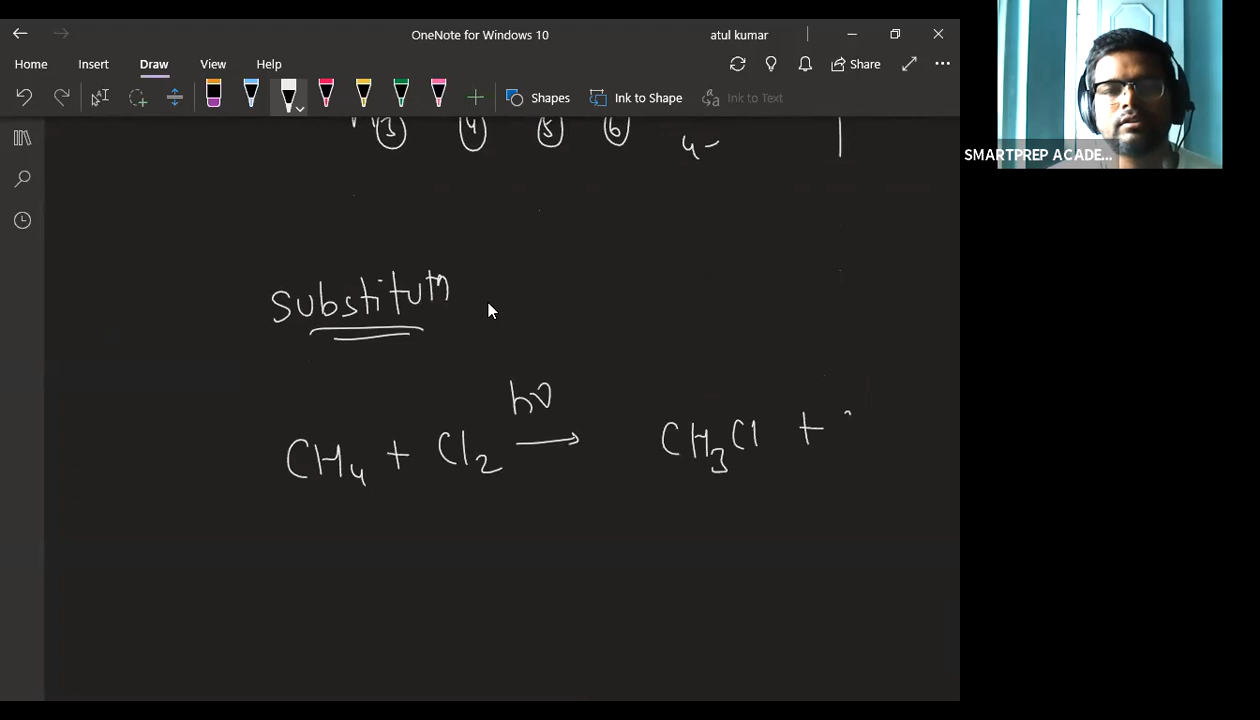 OneNote for Windows 10
atul kumar
Home Insert Draw View Help
Share
Shapes Ink to Shape Ink to Text
SMARTPREP ACADE...
3 4 5 6
4-
Substitutn
hν
CH4 + Cl2 → CH3Cl +